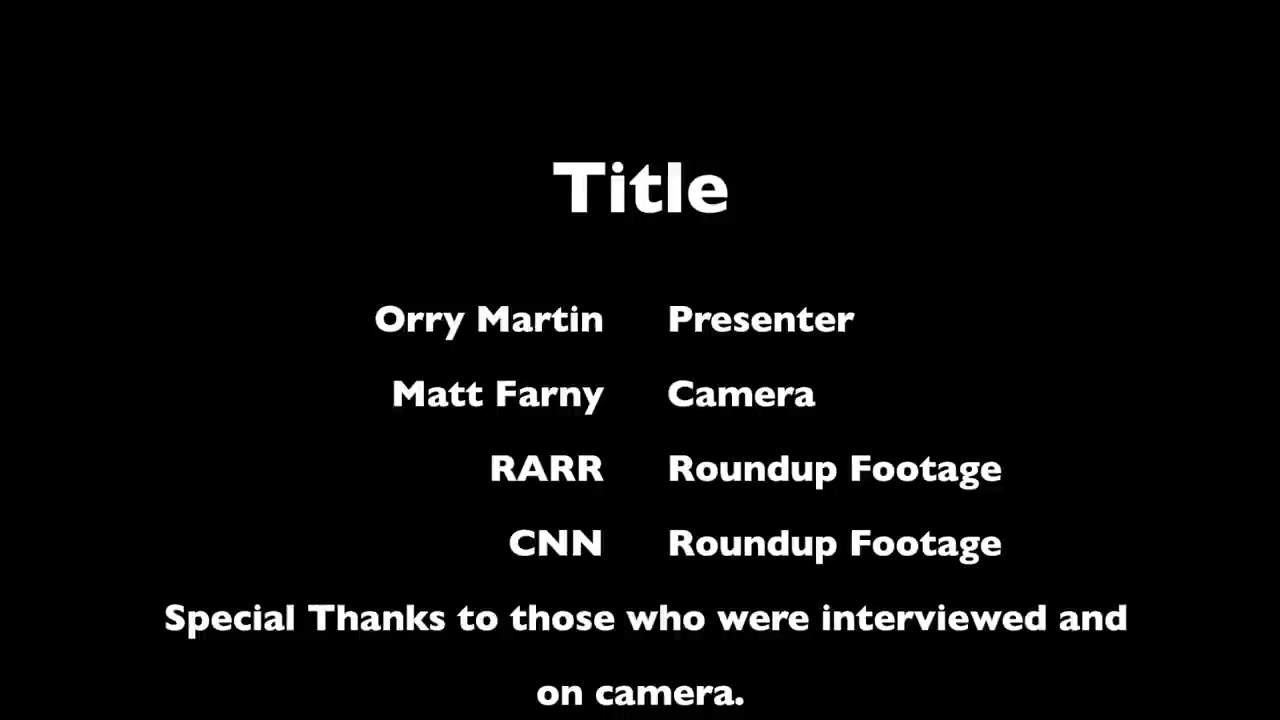 Title
Orry Martin Presenter
Matt Farny Camera
RARR Roundup Footage
CNN Roundup Footage
Special Thanks to those who were interviewed and
on camera.